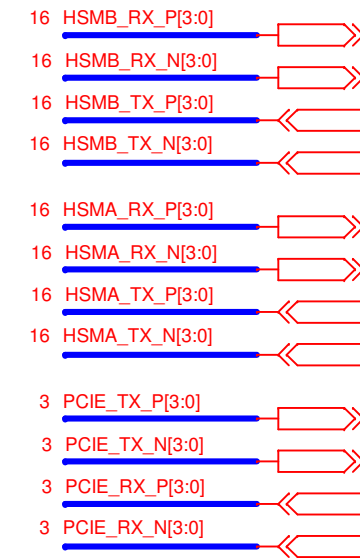 16 HSMB_RX_P[3:0]
16 HSMB_RX_N[3:0]
16 HSMB_TX_P[3:0]
16 HSMB_TX_N[3:0]
16 HSMA_RX_P[3:0]
16 HSMA_RX_N[3:0]
16 HSMA_TX_P[3:0]
16 HSMA_TX_N[3:0]
3 PCIE_TX_P[3:0]
3 PCIE_TX_N[3:0]
3 PCIE_RX_P[3:0]
3 PCIE_RX_N[3:0]